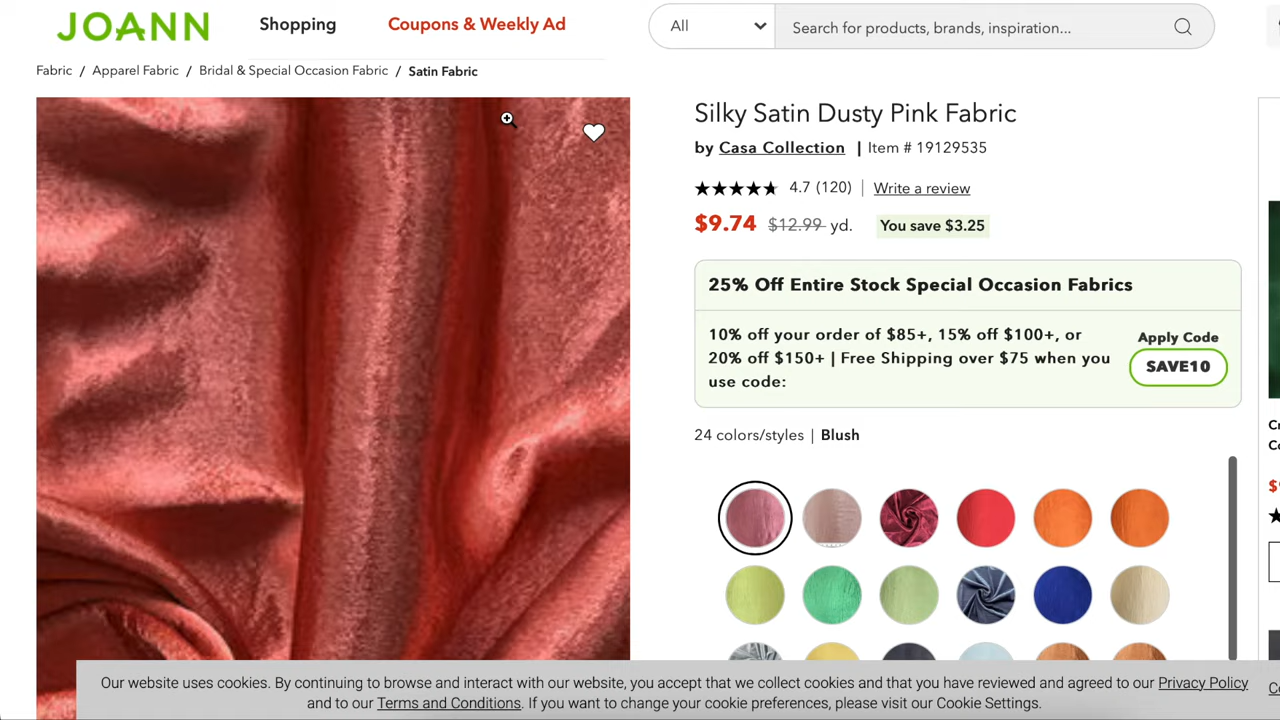 JOANN
Shopping
Coupons & Weekly Ad
All
Search for products, brands, inspiration...
Fabric / Apparel Fabric / Bridal & Special Occasion Fabric / Satin Fabric
Silky Satin Dusty Pink Fabric
by Casa Collection | Item # 19129535
4.7 (120) | Write a review
$9.74 $12.99 yd. You save $3.25
25% Off Entire Stock Special Occasion Fabrics
10% off your order of $85+, 15% off $100+, or
20% off $150+ | Free Shipping over $75 when you
use code:
Apply Code
SAVE10
24 colors/styles | Blush
Our website uses cookies. By continuing to browse and interact with our website, you accept that we collect cookies and that you have reviewed and agreed to our Privacy Policy
and to our Terms and Conditions. If you want to change your cookie preferences, please visit our Cookie Settings.